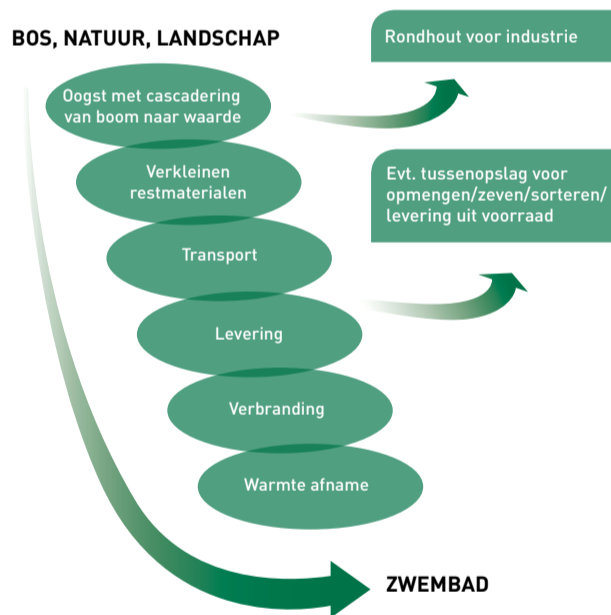 BOS, NATUUR, LANDSCHAP
Rondhout voor industrie
Oogst met cascadering
van boom naar waarde
Verkleinen
restmaterialen
Evt. tussenopslag voor
opmengen/zeven/sorteren/
levering uit voorraad
Transport
Levering
Verbranding
Warmte afname
ZWEMBAD